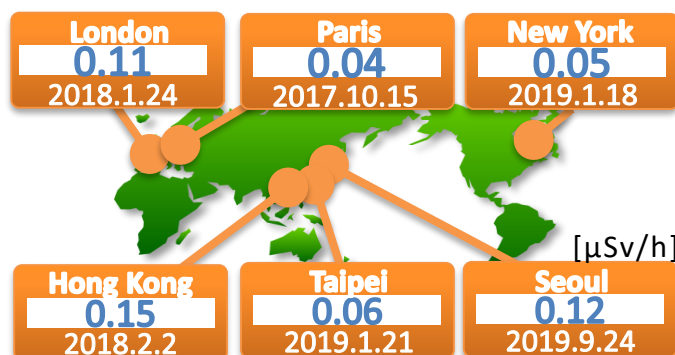 London
0.11
2018.1.24
Paris
0.04
2017.10.15
New York
0.05
2019.1.18
[μSv/h]
Hong Kong
0.15
2018.2.2
Taipei
0.06
2019.1.21
Seoul
0.12
2019.9.24